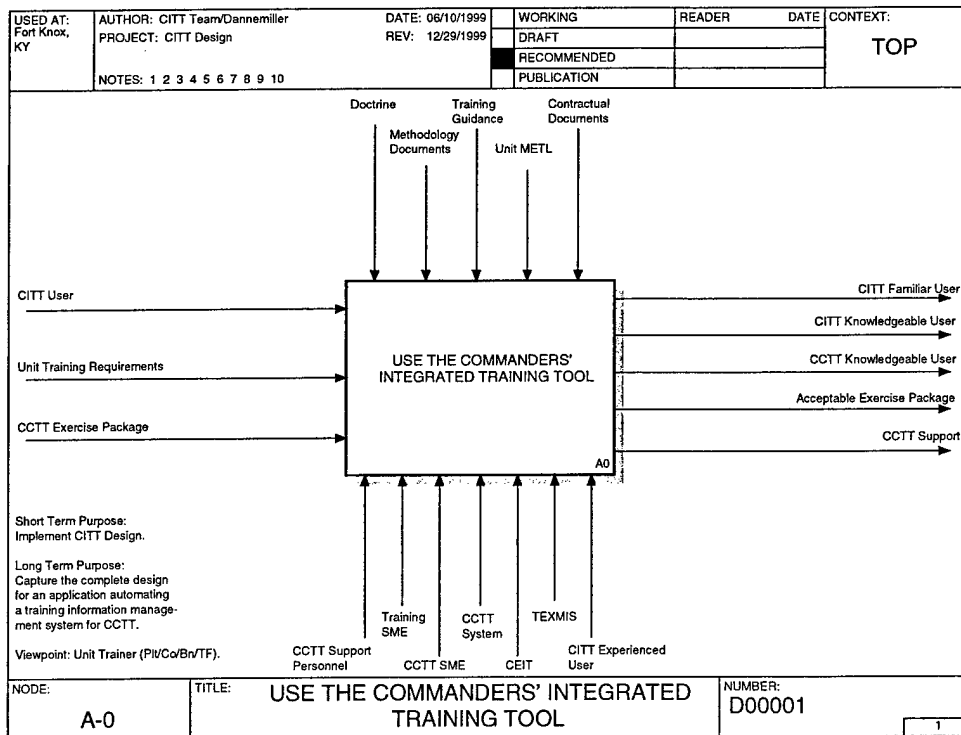 USED AT:
Fort Knox,
KY
AUTHOR: CITT Team/Dannemiller
DATE: 06/10/1999
PROJECT: CITT Design
REV: 12/29/1999
NOTES: 1 2 3 4 5 6 7 8 9 10
WORKING
DRAFT
RECOMMENDED
PUBLICATION
READER
DATE
CONTEXT:
TOP
Doctrine
Training
Guidance
Contractual
Documents
Methodology
Documents
Unit METL
CITT User
Unit Training Requirements
CCTT Exercise Package
USE THE COMMANDERS'
INTEGRATED TRAINING TOOL
A0
CITT Familiar User
CITT Knowledgeable User
CCTT Knowledgeable User
Acceptable Exercise Package
CCTT Support
Short Term Purpose:
Implement CITT Design.
Long Term Purpose:
Capture the complete design
for an application automating
a training information manage-
ment system for CCTT.
Viewpoint: Unit Trainer (Plt/Co/Bn/TF).
Training
SME
CCTT
System
TEXMIS
CCTT Support
Personnel
CCTT SME
CEIT
CITT Experienced
User
NODE:
A-0
TITLE:
USE THE COMMANDERS' INTEGRATED
TRAINING TOOL
NUMBER:
D00001
1